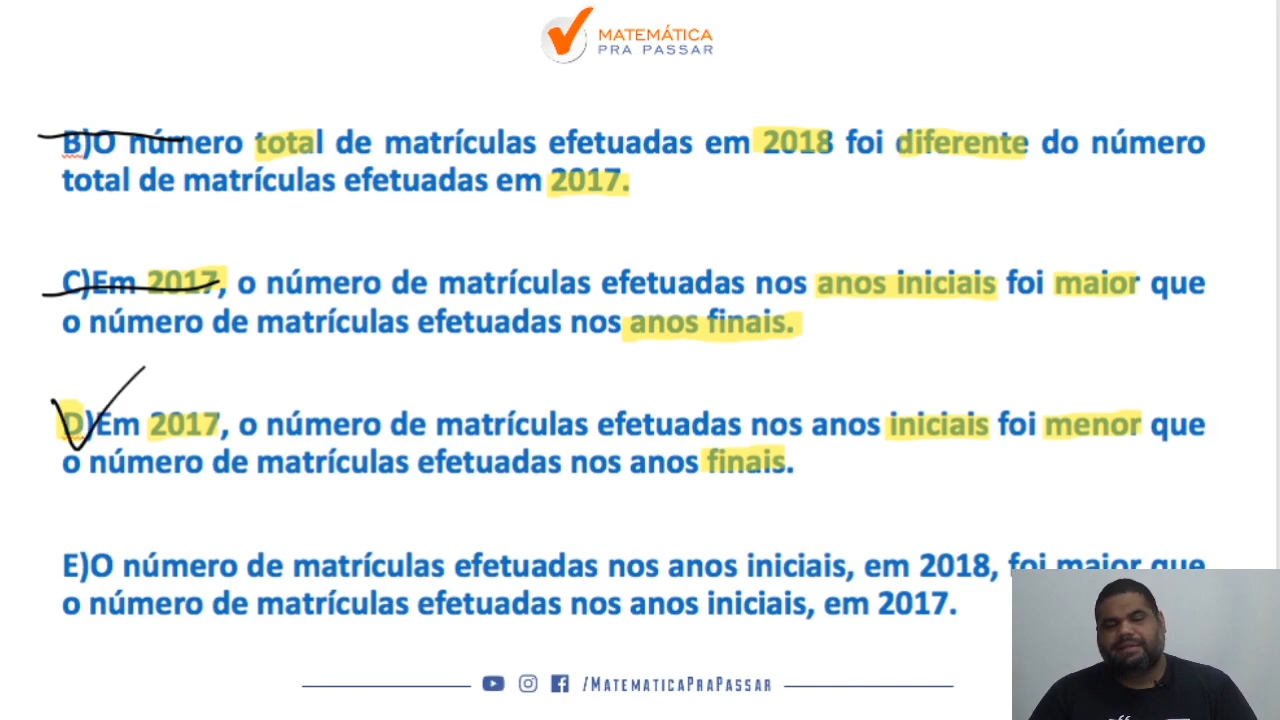 MATEMÁTICA
PRA PASSAR
B)O número total de matrículas efetuadas em 2018 foi diferente do número
total de matrículas efetuadas em 2017.
C)Em 2017, o número de matrículas efetuadas nos anos iniciais foi maior que
o número de matrículas efetuadas nos anos finais.
D)Em 2017, o número de matrículas efetuadas nos anos iniciais foi menor que
o número de matrículas efetuadas nos anos finais.
E)O número de matrículas efetuadas nos anos iniciais, em 2018, foi maior que
o número de matrículas efetuadas nos anos iniciais, em 2017.
/MATEMATICAPRAPASSAR